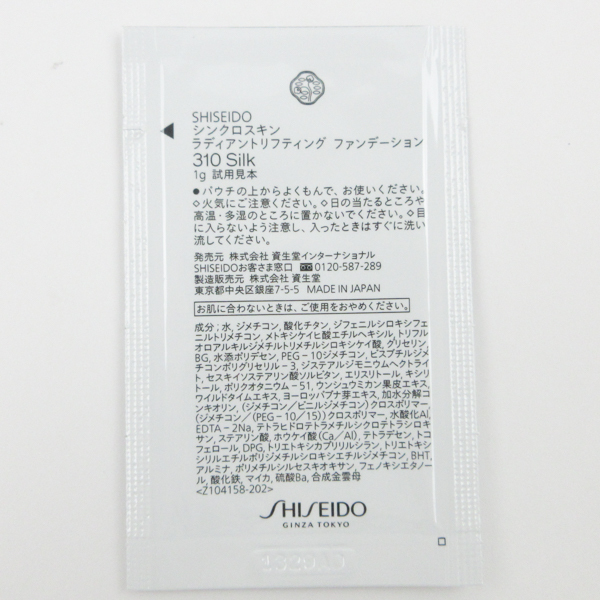 SHISEIDO
シンクロスキン
ラディアントリフティング ファンデーション
310 Silk
1g 試用見本
●パウチの上からよくもんで、お使いください。
◇火気にご注意ください。◇日の当たるところや
高温・多湿のところに置かないでください。◇目
に入らないよう注意し、入ったときはすぐに洗い
流してください。
発売元 株式会社 資生堂インターナショナル
SHISEIDOお客さま窓口 0120-587-289
製造販売元 株式会社 資生堂
東京都中央区銀座7-5-5 MADE IN JAPAN
お肌に合わないときは、ご使用をおやめください。
成分;水,ジメチコン,酸化チタン,ジフェニルシロキシフェ
ニルトリメチコン,メトキシケイヒ酸エチルヘキシル,トリフル
オロアルキルジメチルトリメチルシロキシケイ酸,グリセリン,
BG,水添ポリデセン,PEG-10ジメチコン,ビスブチルジメ
チコンポリグリセリル-3,ジステアルジモニウムヘクトライ
ト,セスキイソステアリン酸ソルビタン,エリスリトール,キシリ
トール,ポリクオタニウム-51,ウンシュウミカン果皮エキス,
ワイルドタイムエキス,ヨーロッパブナ芽エキス,加水分解コ
ンキオリン,(ジメチコン/ビニルジメチコン)クロスポリマー,
(ジメチコン/(PEG-10/15))クロスポリマー,水酸化Al,
EDTA-2Na,テトラヒドロテトラメチルシクロテトラシロキ
サン,ステアリン酸,ホウケイ酸(Ca/Al),テトラデセン,トコ
フェロール,DPG,トリエトキシカプリリルシラン,トリエトキシ
シリルエチルポリジメチルシロキシエチルジメチコン,BHT,
アルミナ,ポリメチルシルセスキオキサン,フェノキシエタノー
ル,酸化鉄,マイカ,硫酸Ba,合成金雲母
<Z104158-202>
SHISEIDO
GINZA TOKYO